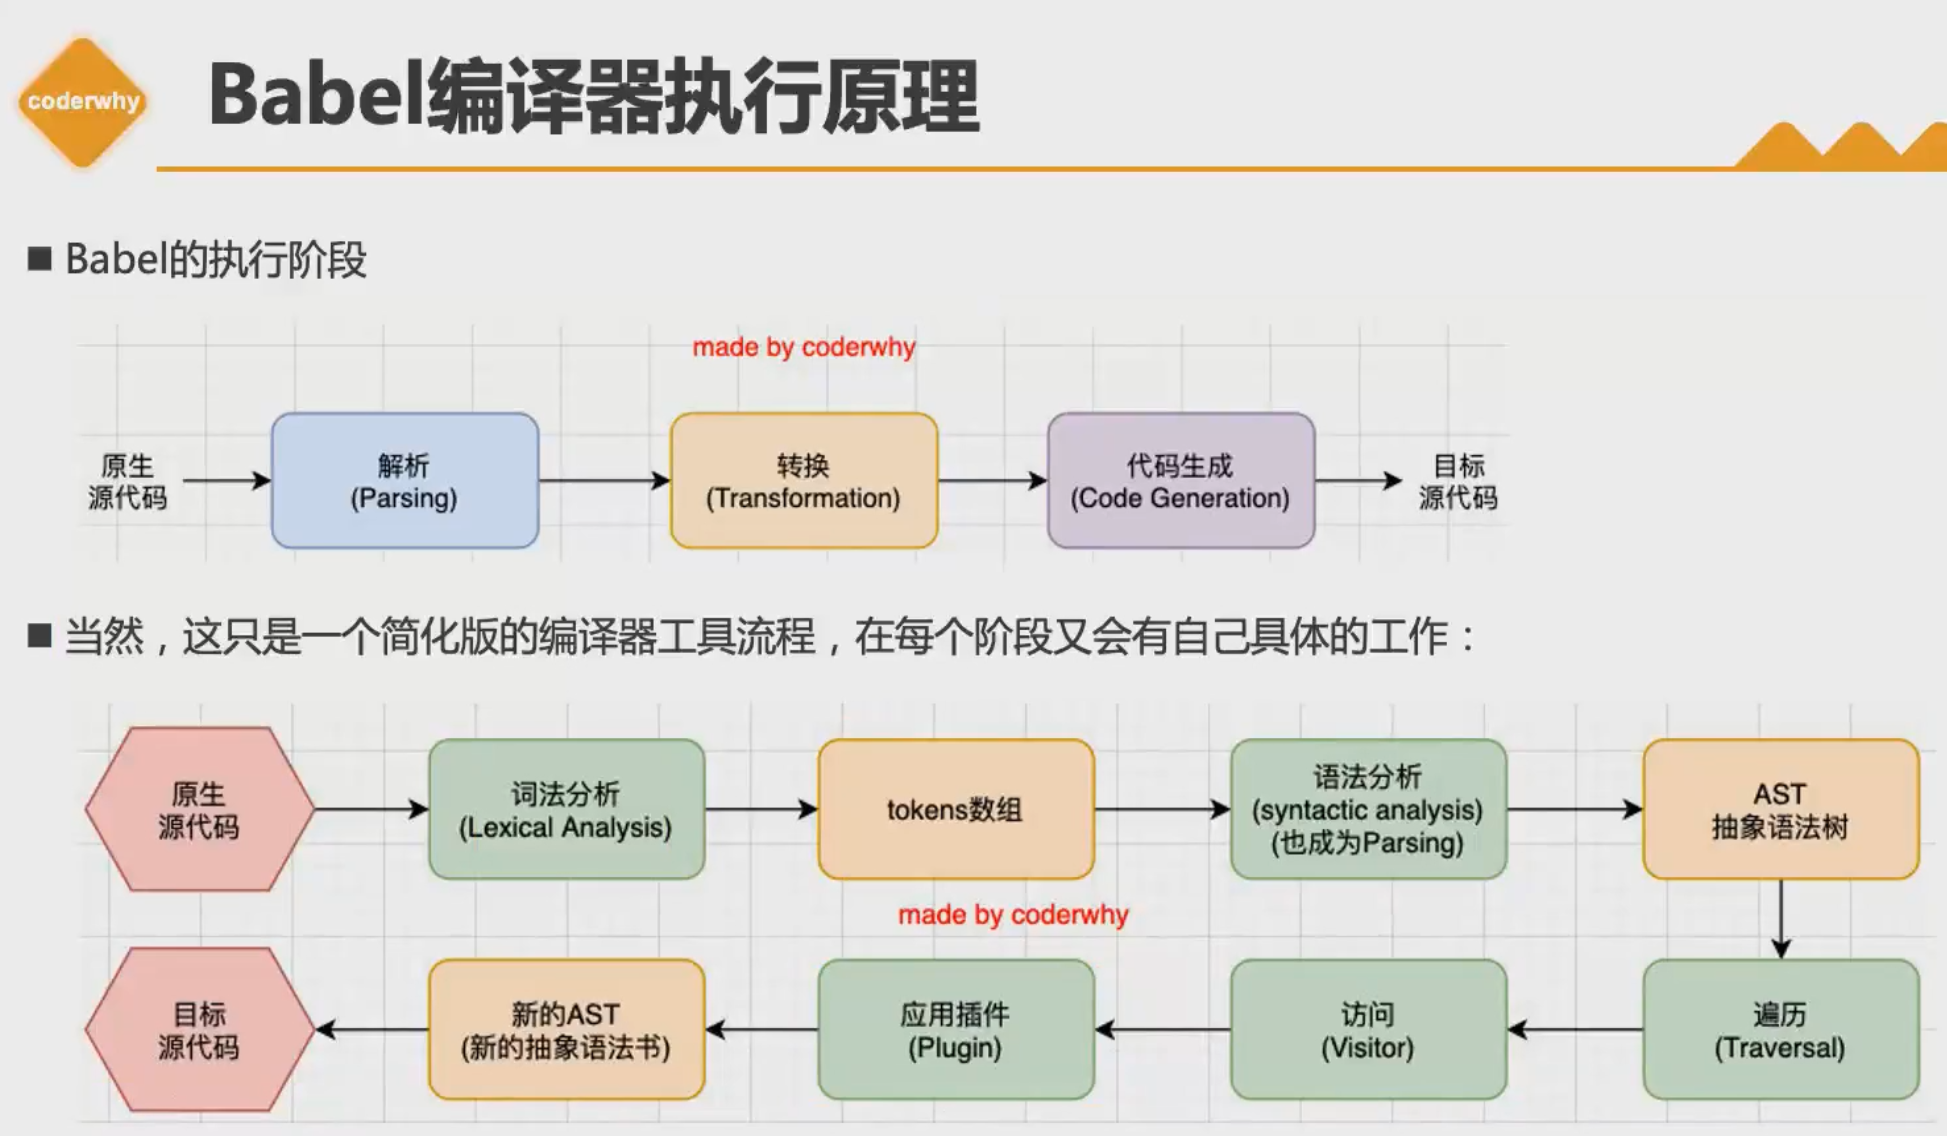 coderwhy
Babel编译器执行原理
■ Babel的执行阶段
made by coderwhy
原生
源代码
解析
(Parsing)
转换
(Transformation)
代码生成
(Code Generation)
目标
源代码
■ 当然，这只是一个简化版的编译器工具流程，在每个阶段又会有自己具体的工作：
原生
源代码
词法分析
(Lexical Analysis)
tokens数组
语法分析
(syntactic analysis)
(也成为Parsing)
AST
抽象语法树
made by coderwhy
目标
源代码
新的AST
(新的抽象语法书)
应用插件
(Plugin)
访问
(Visitor)
遍历
(Traversal)